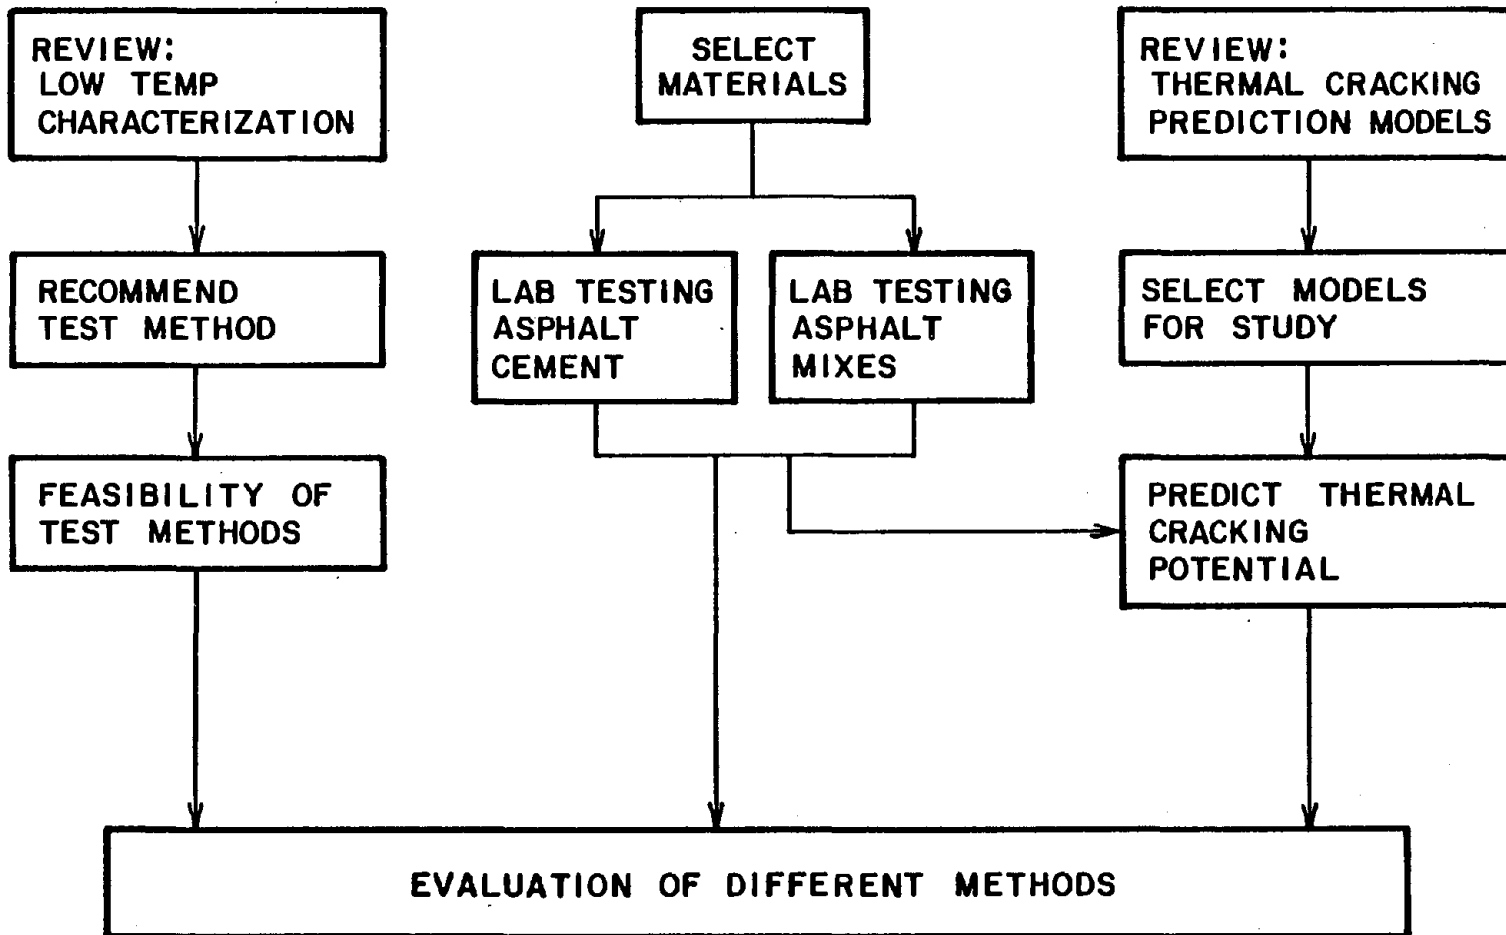 REVIEW:
LOW TEMP
CHARACTERIZATION
SELECT
MATERIALS
REVIEW:
THERMAL CRACKING
PREDICTION MODELS
RECOMMEND
TEST METHOD
LAB TESTING
ASPHALT
CEMENT
LAB TESTING
ASPHALT
MIXES
SELECT MODELS
FOR STUDY
FEASIBILITY OF
TEST METHODS
PREDICT THERMAL
CRACKING
POTENTIAL
EVALUATION OF DIFFERENT METHODS